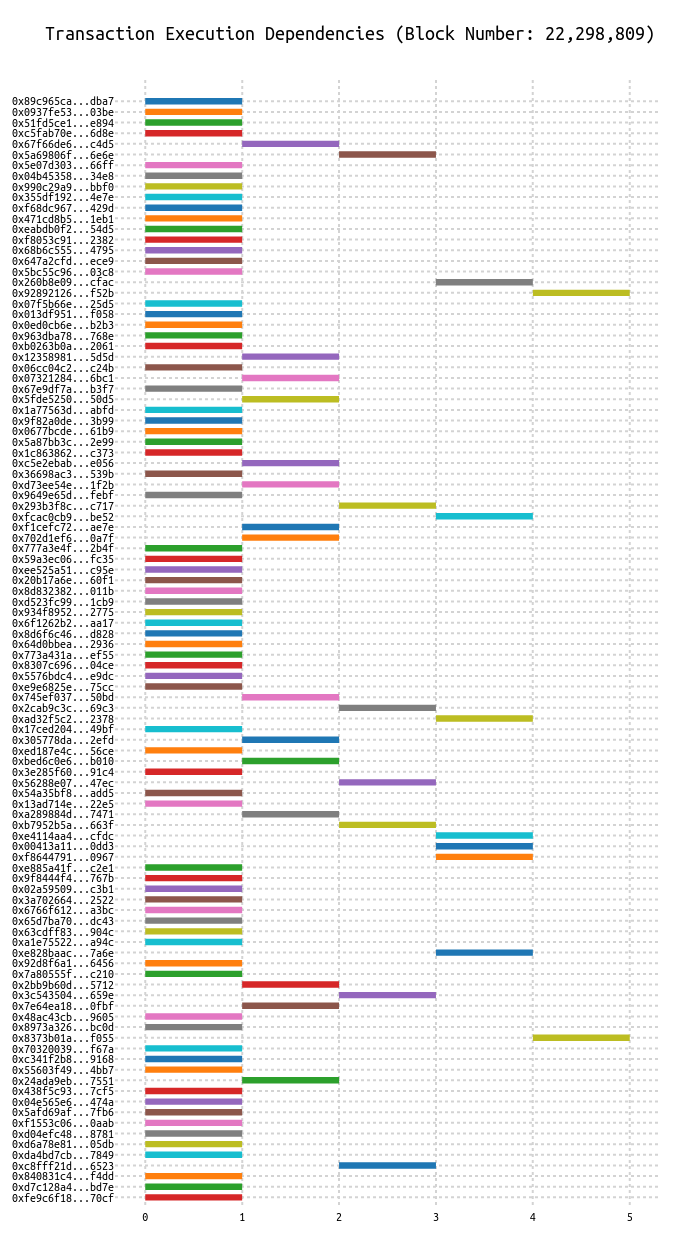 Transaction Execution Dependencies (Block Number: 22,298,809)
0x89c965ca...dba7
0x0937fe53...03be
0x51fd5ce1...e894
0xc5fab70e...6d8e
0x67f66de6...c4d5
0x5a69806f...6e6e
0x5e07d303...66ff
0x04b45358...34e8
0x990c29a9...bbf0
0x355df192...4e7e
0xf68dc967...429d
0x471cd8b5...1eb1
0xeabdb0f2...54d5
0xf8053c91...2382
0x68b6c555...4795
0x647a2cfd...ece9
0x5bc55c96...03c8
0x260b8e09...cfac
0x92892126...f52b
0x07f5b66e...25d5
0x013df951...f058
0x0ed0cb6e...b2b3
0x963dba78...768e
0xb0263b0a...2061
0x12358981...5d5d
0x06cc04c2...c24b
0x07321284...6bc1
0x67e9df7a...b3f7
0x5fde5250...50d5
0x1a77563d...abfd
0x9f82a0de...3b99
0x0677bcde...61b9
0x5a87bb3c...2e99
0x1c863862...c373
0xc5e2ebab...e056
0x36698ac3...539b
0xd73ee54e...1f2b
0x9649e65d...febf
0x293b3f8c...c717
0xfcac0cb9...be52
0xf1cefc72...ae7e
0x702d1ef6...0a7f
0x777a3e4f...2b4f
0x59a3ec06...fc35
0xee525a51...c95e
0x20b17a6e...60f1
0x8d832382...011b
0xd523fc99...1cb9
0x934f8952...2775
0x6f1262b2...aa17
0x8d6f6c46...d828
0x64d0bbea...2936
0x773a431a...ef55
0x8307c696...04ce
0x5576bdc4...e9dc
0xe9e6825e...75cc
0x745ef037...50bd
0x2cab9c3c...69c3
0xad32f5c2...2378
0x17ced204...49bf
0x305778da...2efd
0xed187e4c...56ce
0xbed6c0e6...b010
0x3e285f60...91c4
0x56288e07...47ec
0x54a35bf8...add5
0x13ad714e...22e5
0xa289884d...7471
0xb7952b5a...663f
0xe4114aa4...cfdc
0x00413a11...0dd3
0xf8644791...0967
0xe885a41f...c2e1
0x9f8444f4...767b
0x02a59509...c3b1
0x3a702664...2522
0x6766f612...a3bc
0x65d7ba70...dc43
0x63cdff83...904c
0xa1e75522...a94c
0xe828baac...7a6e
0x92d8f6a1...6456
0x7a80555f...c210
0x2bb9b60d...5712
0x3c543504...659e
0x7e64ea18...0fbf
0x48ac43cb...9605
0x8973a326...bc0d
0x8373b01a...f055
0x70320039...f67a
0xc341f2b8...9168
0x55603f49...4bb7
0x24ada9eb...7551
0x438f5c93...7cf5
0x04e565e6...474a
0x5afd69af...7fb6
0xf1553c06...0aab
0xd04efc48...8781
0xd6a78e81...05db
0xda4bd7cb...7849
0xc8fff21d...6523
0x840831c4...f4dd
0xd7c128a4...bd7e
0xfe9c6f18...70cf
0 1 2 3 4 5